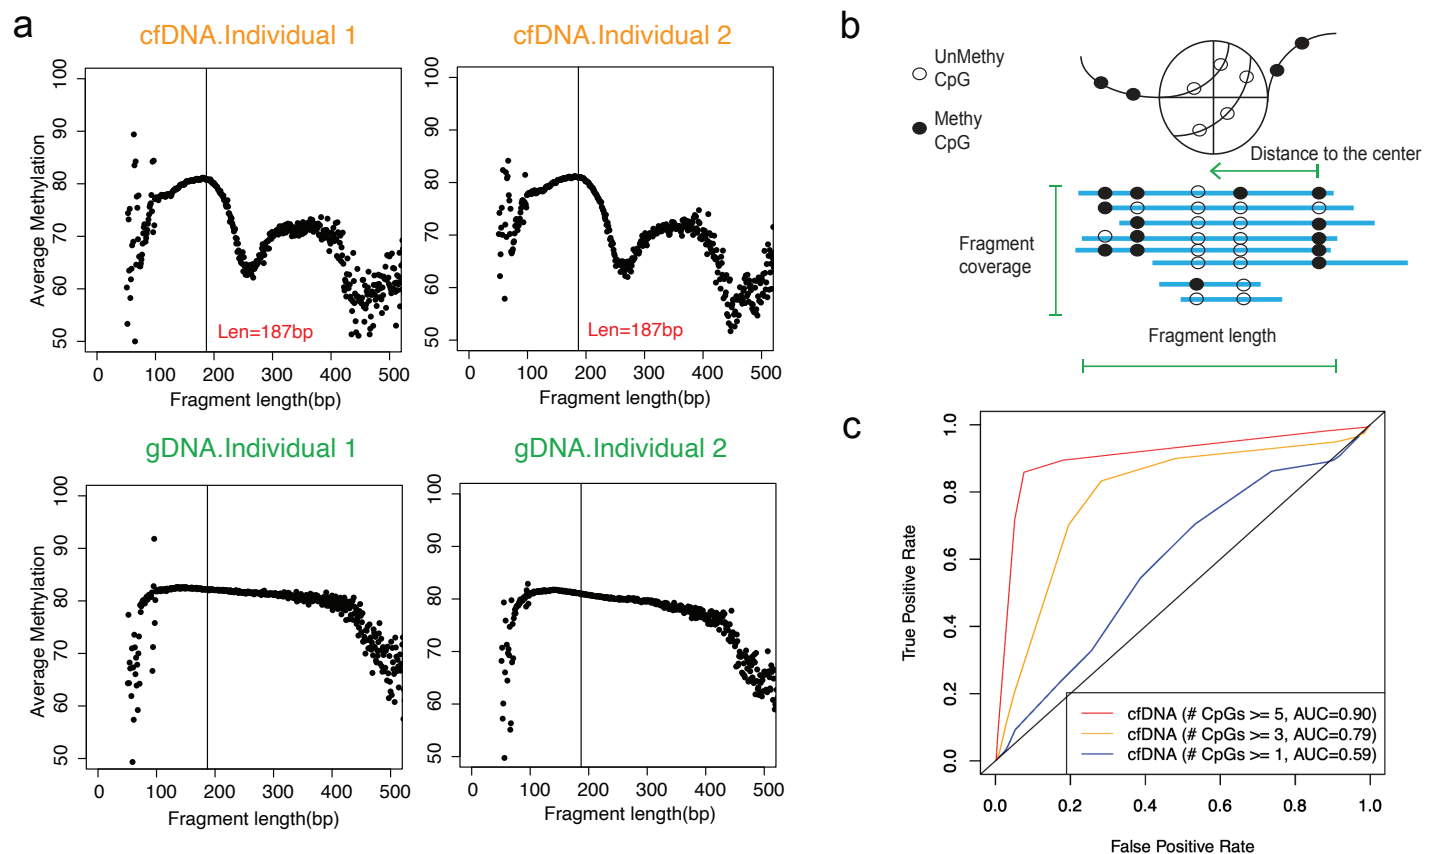 a
cfDNA.Individual 1
cfDNA.Individual 2
Average Methylation
100
90
80
70
60
50
Len=187bp
0 100 200 300 400 500
Fragment length(bp)
100
90
80
70
60
50
Len=187bp
0 100 200 300 400 500
Fragment length(bp)
gDNA.Individual 1
gDNA.Individual 2
Average Methylation
100
90
80
70
60
50
0 100 200 300 400 500
Fragment length(bp)
100
90
80
70
60
50
0 100 200 300 400 500
Fragment length(bp)
b
UnMethy
CpG
Methy
CpG
Distance to the center
Fragment
coverage
Fragment length
c
True Positive Rate
1.0
0.8
0.6
0.4
0.2
0.0
cfDNA (# CpGs >= 5, AUC=0.90)
cfDNA (# CpGs >= 3, AUC=0.79)
cfDNA (# CpGs >= 1, AUC=0.59)
0.0 0.2 0.4 0.6 0.8 1.0
False Positive Rate